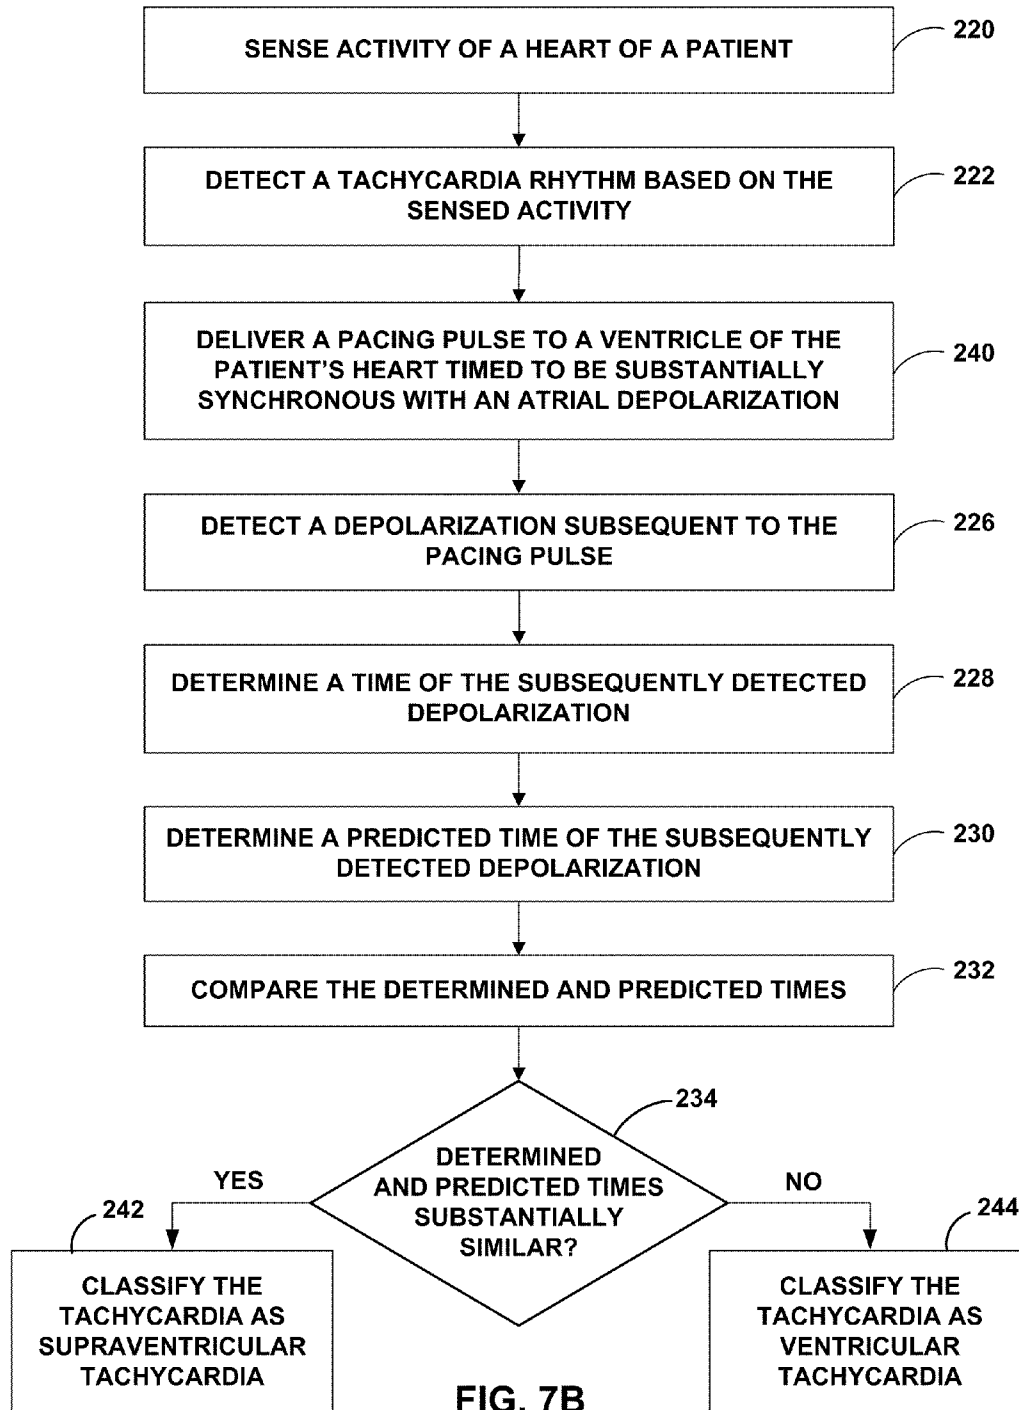 SENSE ACTIVITY OF A HEART OF A PATIENT
220
DETECT A TACHYCARDIA RHYTHM BASED ON THE
SENSED ACTIVITY
222
DELIVER A PACING PULSE TO A VENTRICLE OF THE
PATIENT'S HEART TIMED TO BE SUBSTANTIALLY
SYNCHRONOUS WITH AN ATRIAL DEPOLARIZATION
240
DETECT A DEPOLARIZATION SUBSEQUENT TO THE
PACING PULSE
226
DETERMINE A TIME OF THE SUBSEQUENTLY DETECTED
DEPOLARIZATION
228
DETERMINE A PREDICTED TIME OF THE SUBSEQUENTLY
DETECTED DEPOLARIZATION
230
COMPARE THE DETERMINED AND PREDICTED TIMES
232
234
DETERMINED
AND PREDICTED TIMES
SUBSTANTIALLY
SIMILAR?
YES
NO
242
CLASSIFY THE
TACHYCARDIA AS
SUPRAVENTRICULAR
TACHYCARDIA
244
CLASSIFY THE
TACHYCARDIA AS
VENTRICULAR
TACHYCARDIA
FIG. 7B